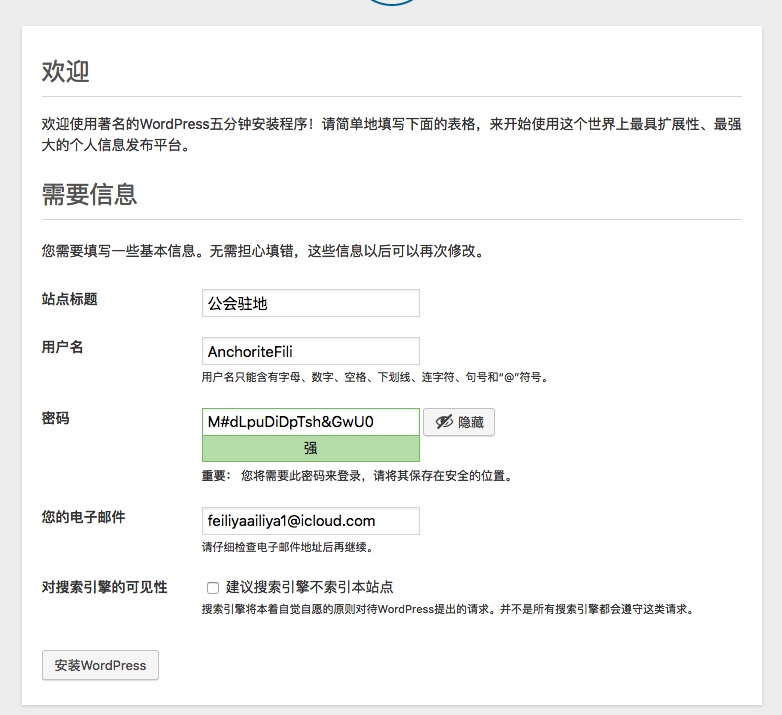 欢迎
欢迎使用著名的WordPress五分钟安装程序！请简单地填写下面的表格，来开始使用这个世界上最具扩展性、最强
大的个人信息发布平台。
需要信息
您需要填写一些基本信息。无需担心填错，这些信息以后可以再次修改。
站点标题
公会驻地
用户名
AnchoriteFili
用户名只能含有字母、数字、空格、下划线、连字符、句号和“@”符号。
密码
M#dLpuDiDpTsh&GwU0
隐藏
强
重要： 您将需要此密码来登录，请将其保存在安全的位置。
您的电子邮件
feiliyaailiya1@icloud.com
请仔细检查电子邮件地址后再继续。
对搜索引擎的可见性
建议搜索引擎不索引本站点
搜索引擎将本着自觉自愿的原则对待WordPress提出的请求。并不是所有搜索引擎都会遵守这类请求。
安装WordPress